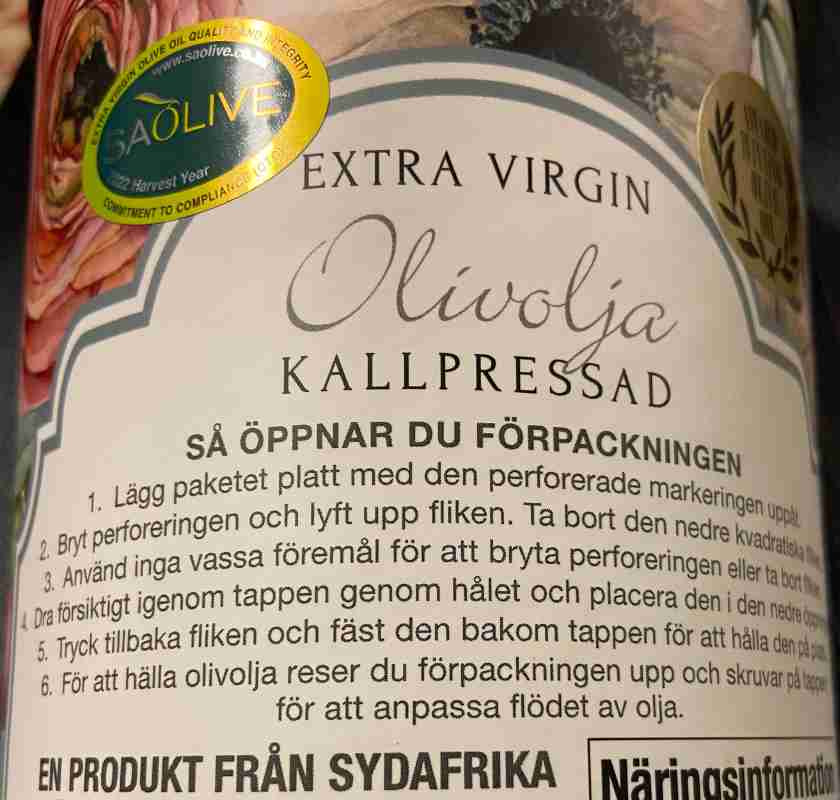 EXTRA VIRGIN OLIVE OIL QUALITY AND INTEGRITY
www.saolive.co
SAOLIVE
2022 Harvest Year
COMMITMENT TO COMPLIANCE
EXTRA VIRGIN
Olivolja
KALLPRESSAD
SÅ ÖPPNAR DU FÖRPACKNINGEN
1. Lägg paketet platt med den perforerade markeringen uppåt.
2. Bryt perforeringen och lyft upp fliken. Ta bort den nedre kvadratiska
3. Använd inga vassa föremål för att bryta perforeringen eller ta bort
4. Dra försiktigt igenom tappen genom hålet och placera den i den nedre
5. Tryck tillbaka fliken och fäst den bakom tappen för att hålla den på
6. För att hälla olivolja reser du förpackningen upp och skruvar på tappen
för att anpassa flödet av olja.
EN PRODUKT FRÅN SYDAFRIKA
Näringsinformation